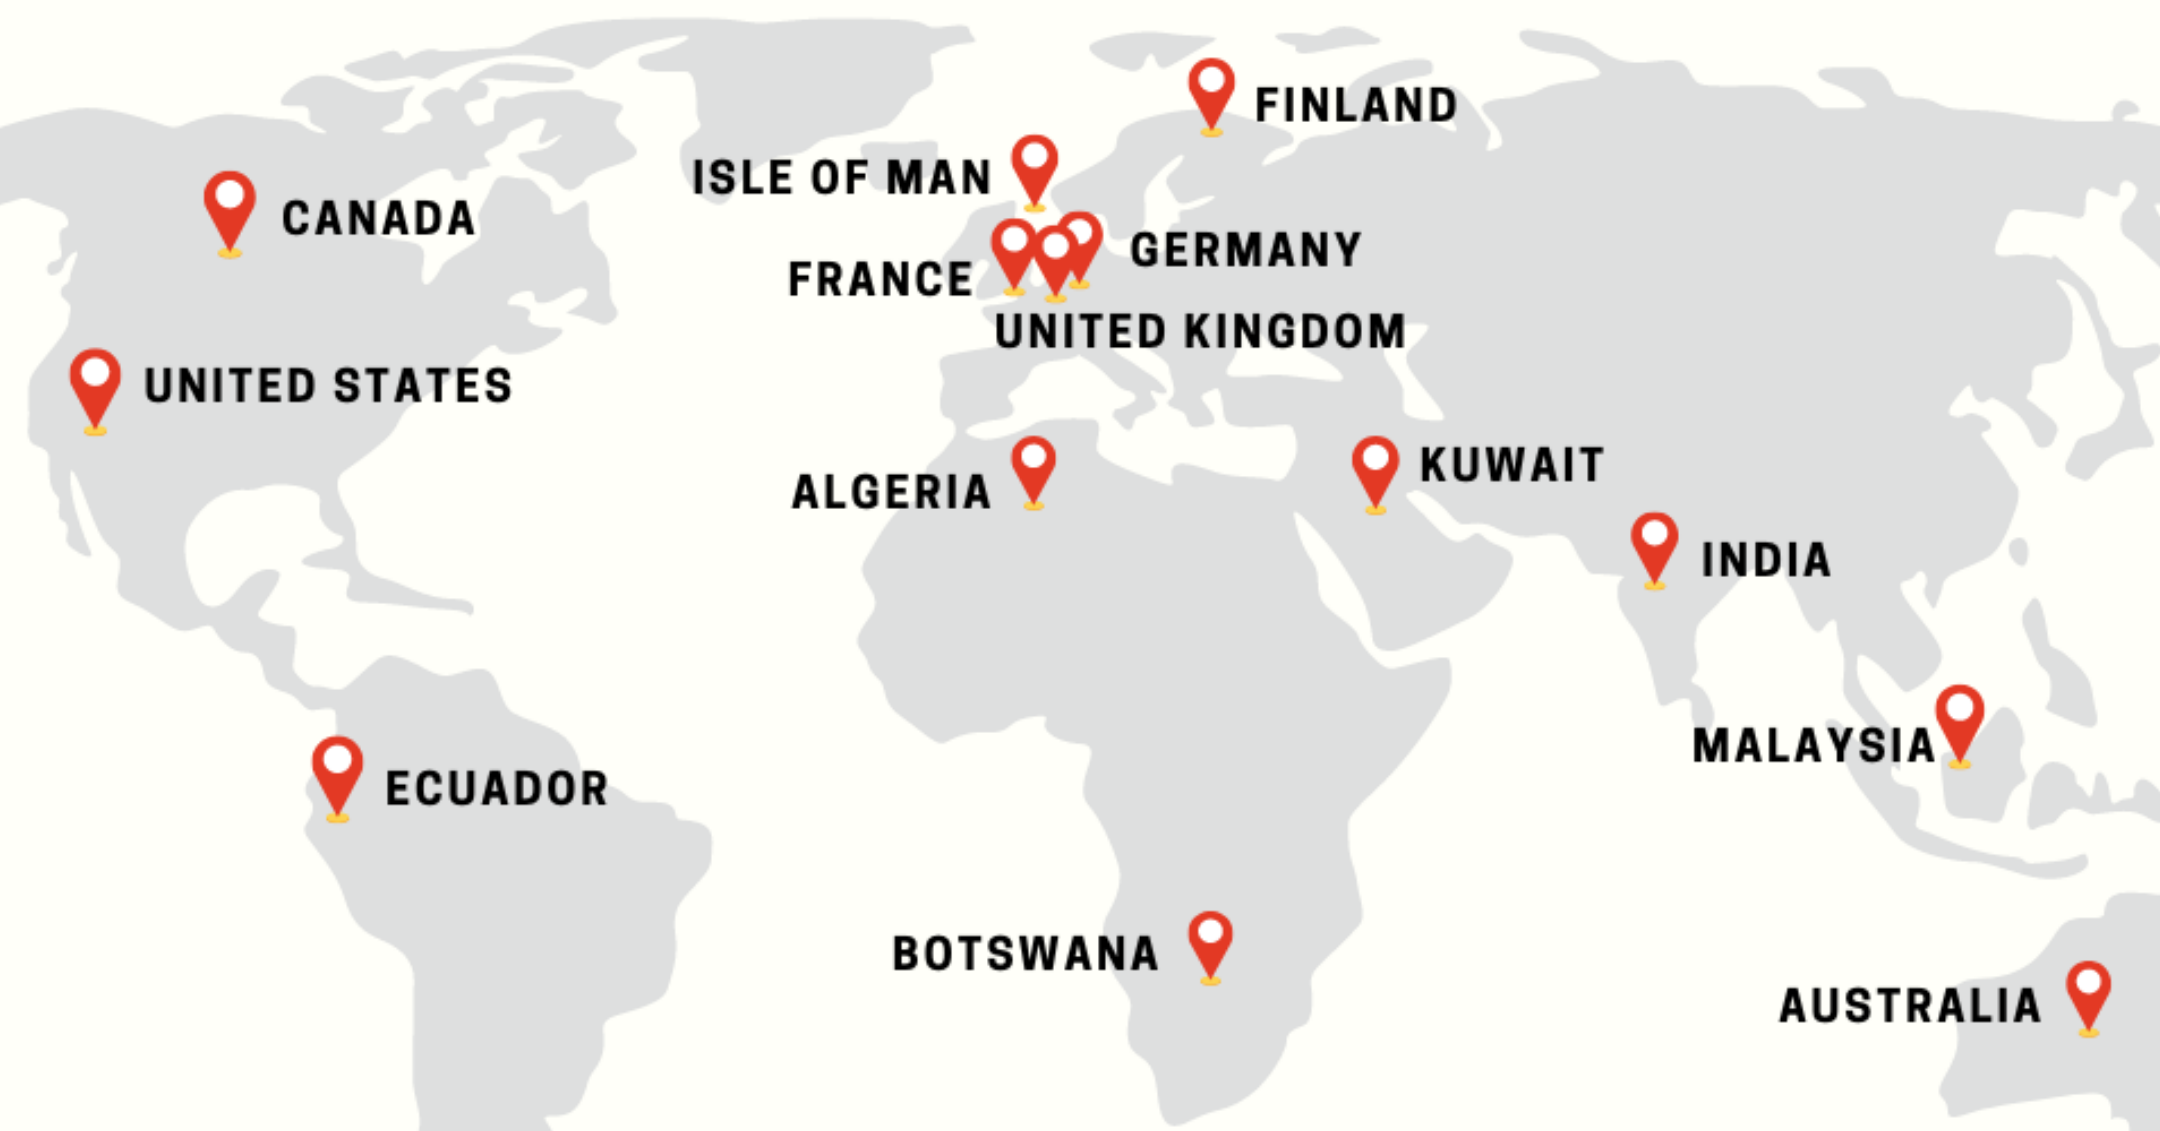 FINLAND
ISLE OF MAN
CANADA
GERMANY
FRANCE
UNITED KINGDOM
UNITED STATES
KUWAIT
ALGERIA
INDIA
MALAYSIA
ECUADOR
BOTSWANA
AUSTRALIA